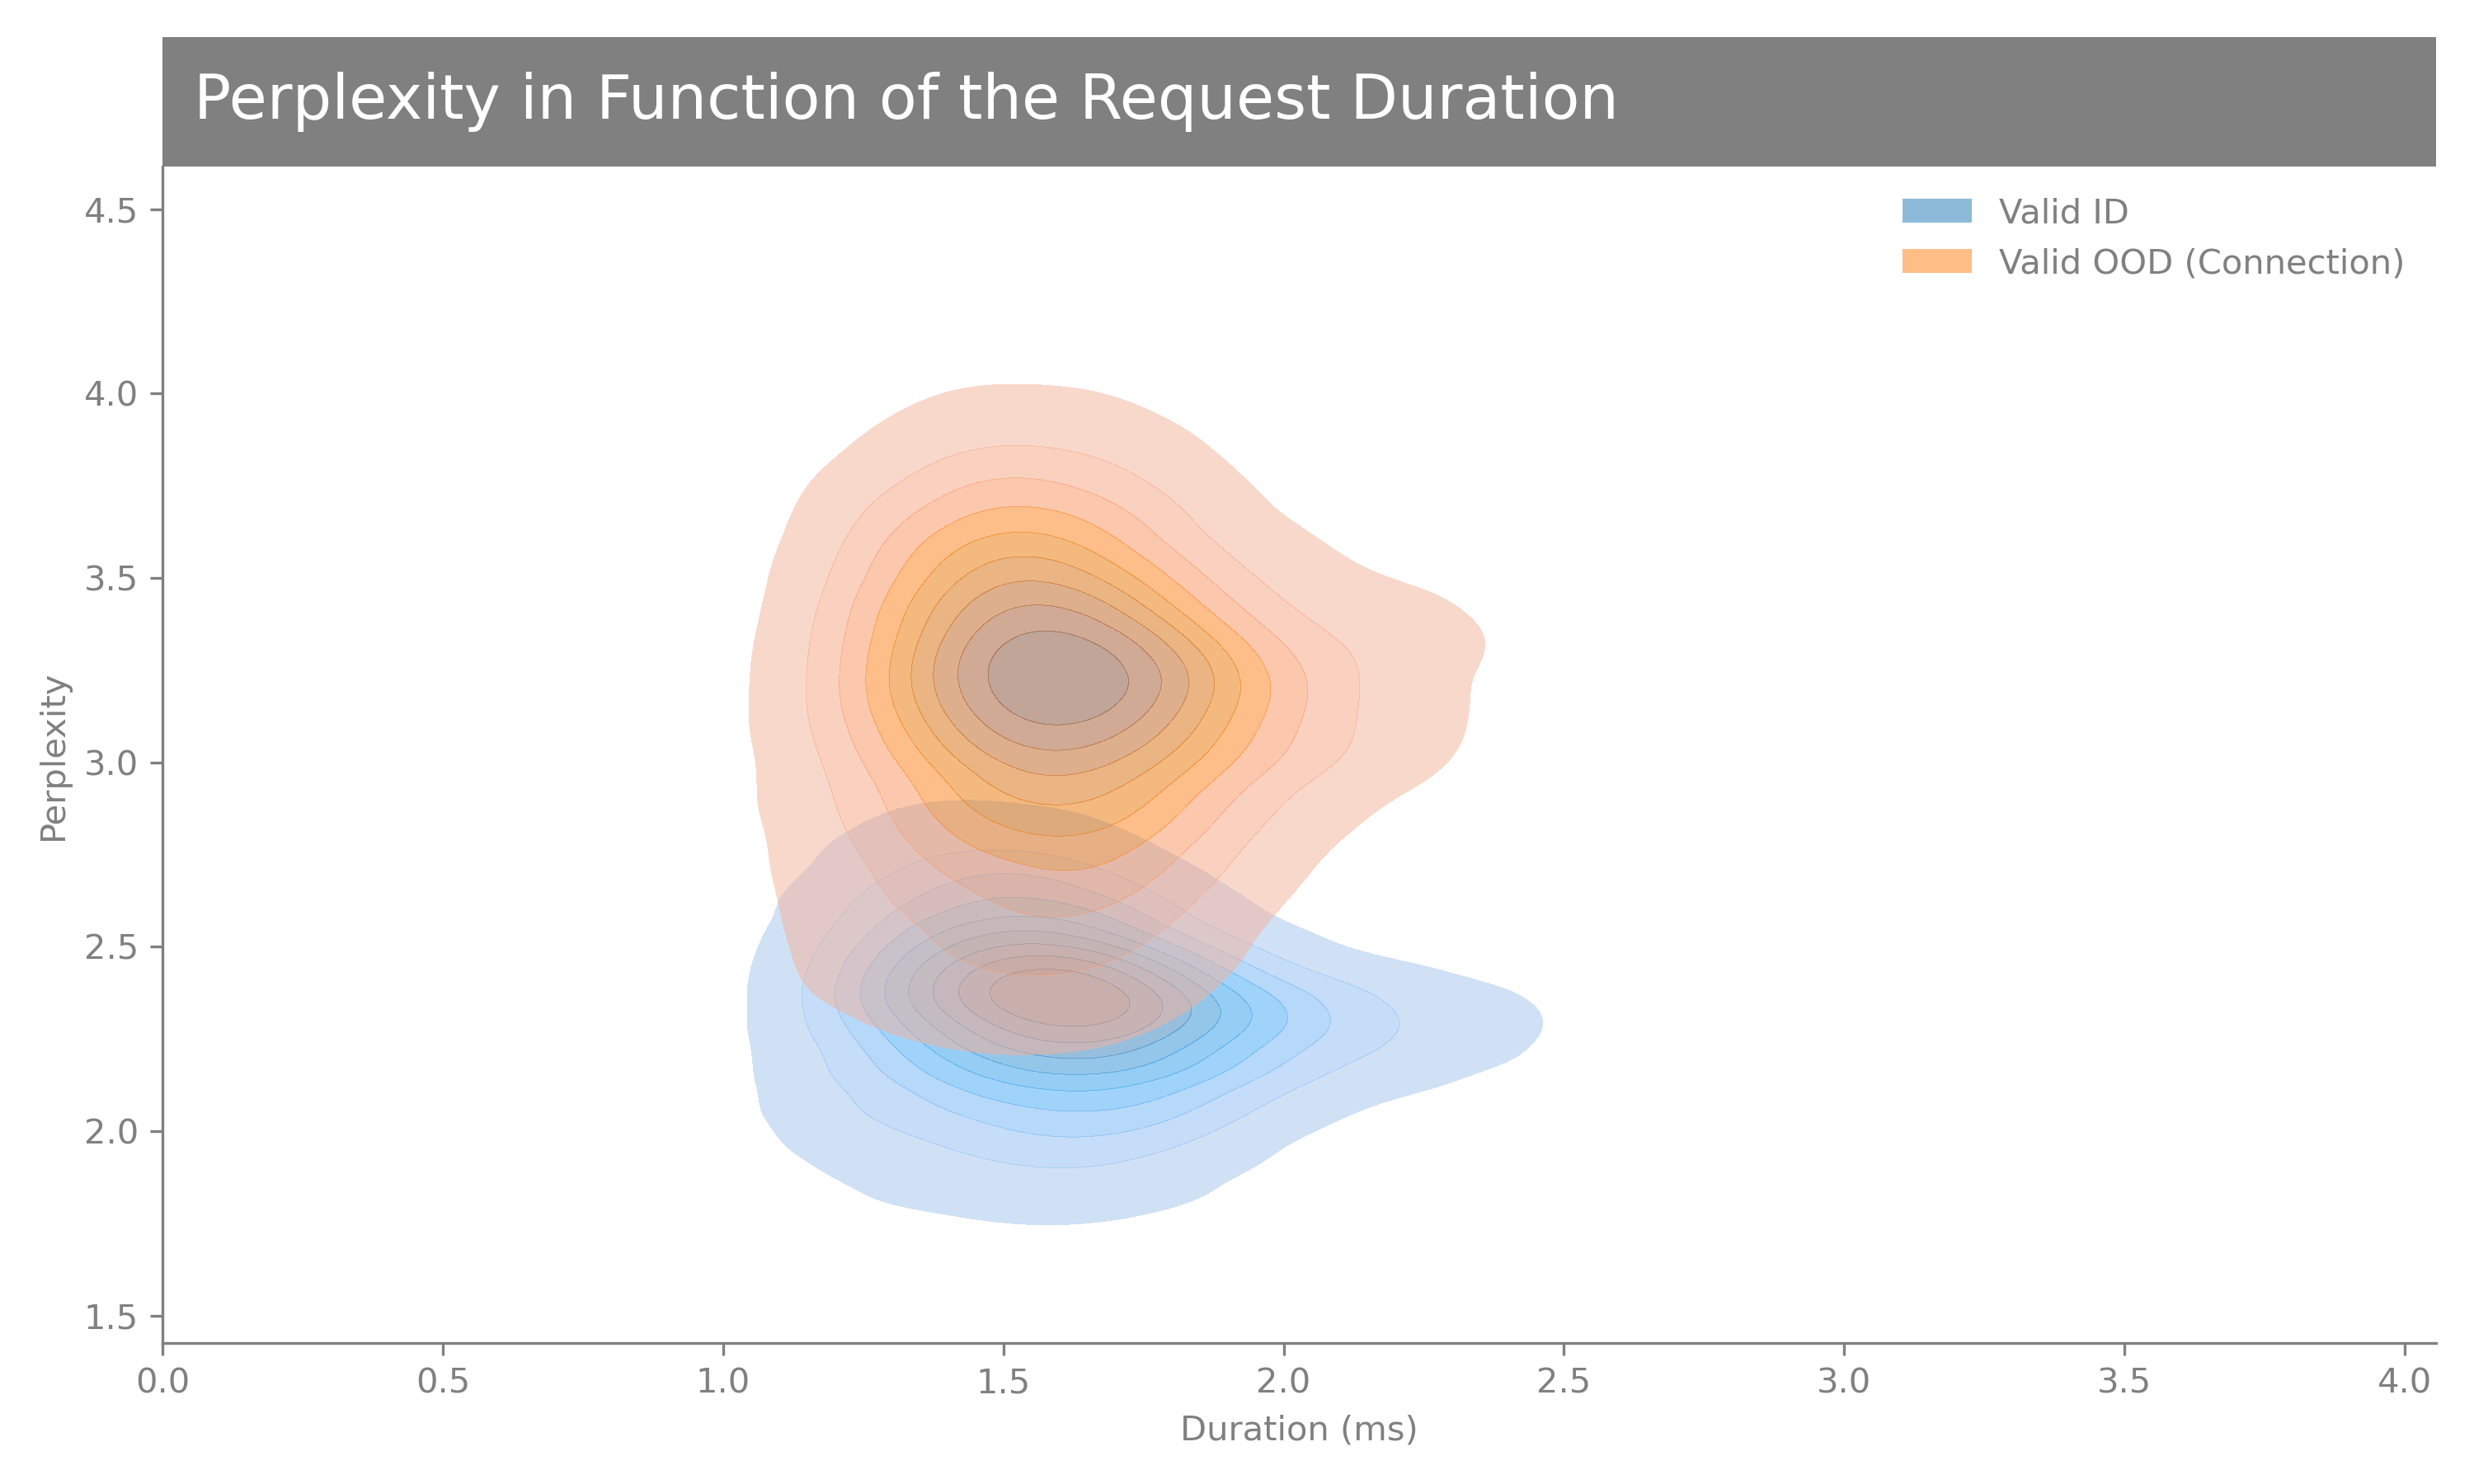 Perplexity in Function of the Request Duration
Valid ID
Valid OOD (Connection)
4.5
4.0
3.5
3.0
2.5
2.0
1.5
Perplexity
0.0 0.5 1.0 1.5 2.0 2.5 3.0 3.5 4.0
Duration (ms)